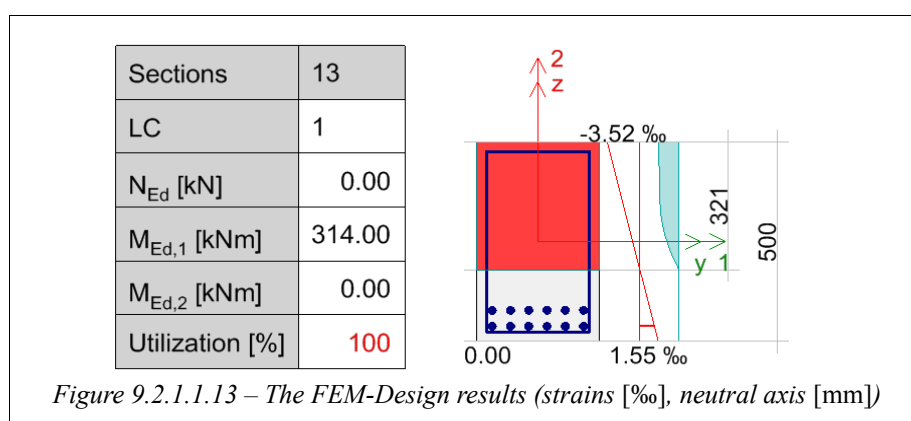 Sections 13
LC 1
N_Ed [kN] 0.00
M_Ed,1 [kNm] 314.00
M_Ed,2 [kNm] 0.00
Utilization [%] 100
2
z
-3.52 ‰
321
500
y 1
0.00
1.55 ‰
Figure 9.2.1.1.13 – The FEM-Design results (strains [‰], neutral axis [mm])